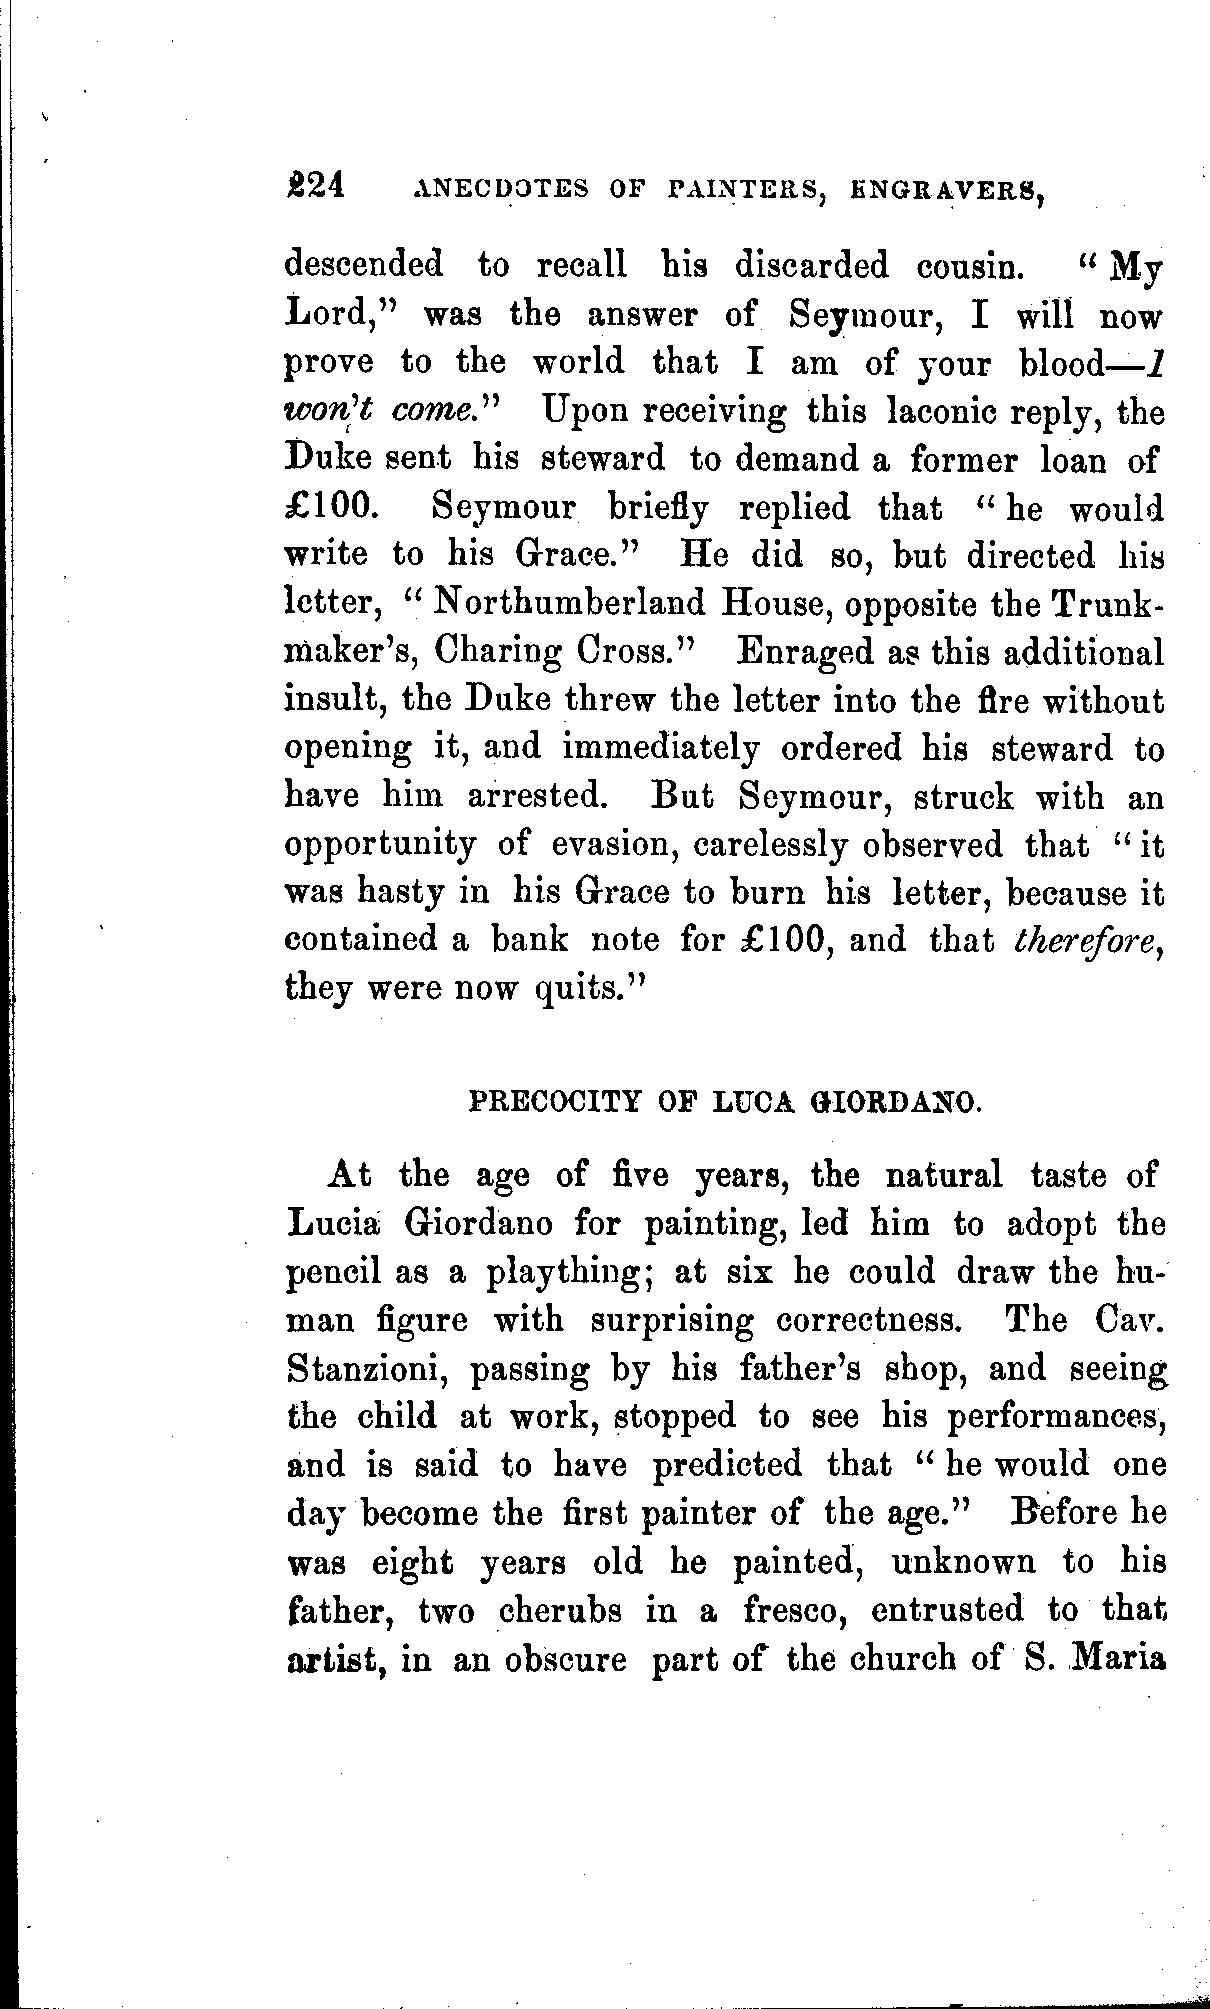 224 ANECDOTES OF PAINTERS, ENGRAVERS,
descended to recall his discarded cousin. "My
Lord," was the answer of Seymour, I will now
prove to the world that I am of your blood—I
won't come." Upon receiving this laconic reply, the
Duke sent his steward to demand a former loan of
£100. Seymour briefly replied that "he would
write to his Grace." He did so, but directed his
letter, "Northumberland House, opposite the Trunk-
maker's, Charing Cross." Enraged as this additional
insult, the Duke threw the letter into the fire without
opening it, and immediately ordered his steward to
have him arrested. But Seymour, struck with an
opportunity of evasion, carelessly observed that "it
was hasty in his Grace to burn his letter, because it
contained a bank note for £100, and that therefore,
they were now quits."
PRECOCITY OF LUCA GIORDANO.
At the age of five years, the natural taste of
Lucia Giordano for painting, led him to adopt the
pencil as a plaything; at six he could draw the hu-
man figure with surprising correctness. The Cav.
Stanzioni, passing by his father's shop, and seeing
the child at work, stopped to see his performances,
and is said to have predicted that "he would one
day become the first painter of the age." Before he
was eight years old he painted, unknown to his
father, two cherubs in a fresco, entrusted to that
artist, in an obscure part of the church of S. Maria